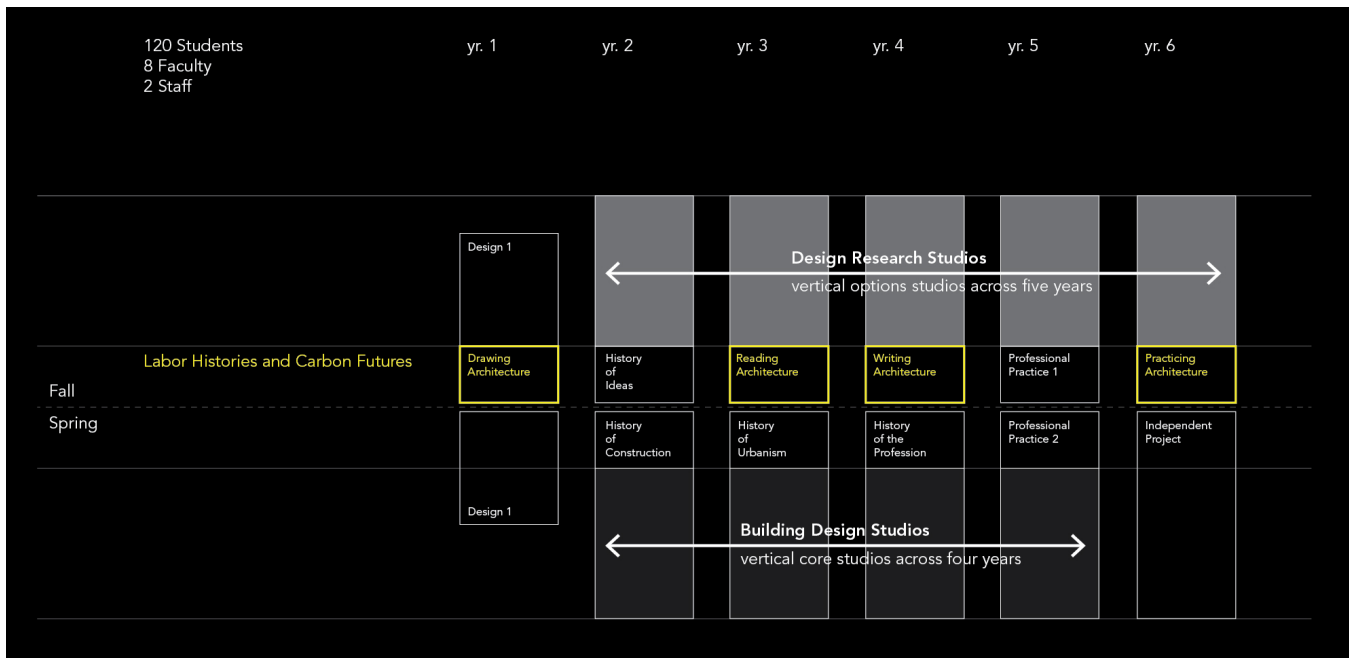 120 Students
8 Faculty
2 Staff
yr. 1
yr. 2
yr. 3
yr. 4
yr. 5
yr. 6
Design 1
Design Research Studios
vertical options studios across five years
Labor Histories and Carbon Futures
Fall
Drawing
Architecture
History
of
Ideas
Reading
Architecture
Writing
Architecture
Professional
Practice 1
Practicing
Architecture
Spring
History
of
Construction
History
of
Urbanism
History
of the
Profession
Professional
Practice 2
Independent
Project
Design 1
Building Design Studios
vertical core studios across four years